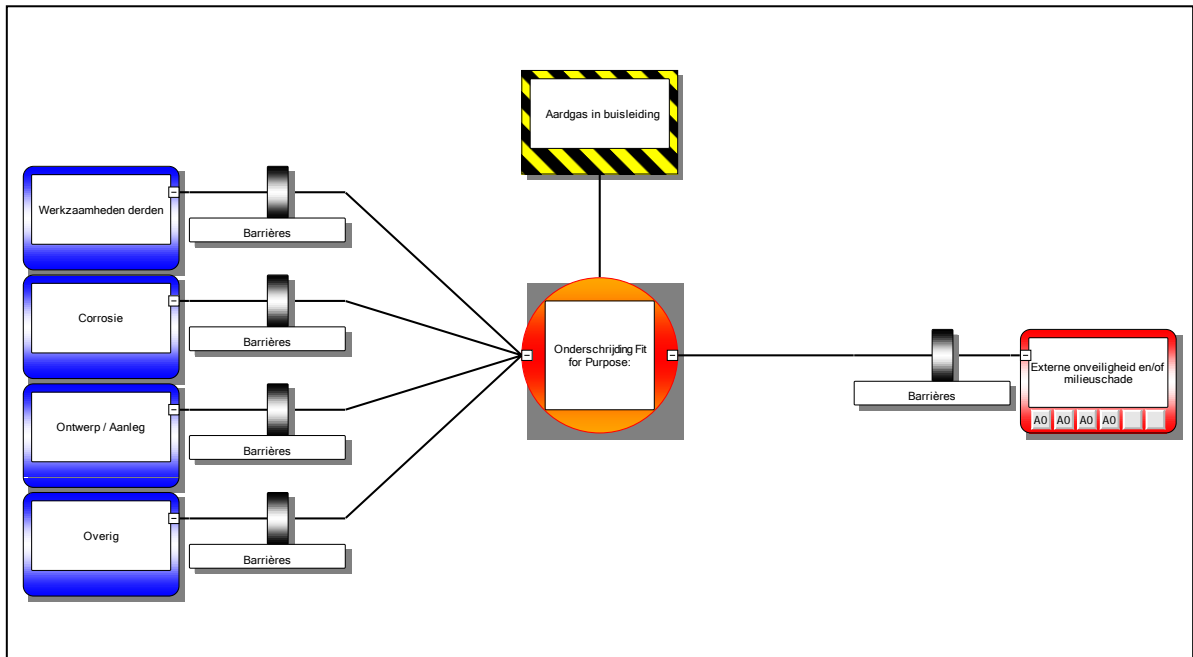 Aardgas in buisleiding
Werkzaamheden derden
Barrières
Corrosie
Barrières
Ontwerp / Aanleg
Barrières
Overig
Barrières
Onderschrijding Fit
for Purpose:
Barrières
Externe onveiligheid en/of
milieuschade
A0 A0 A0 A0